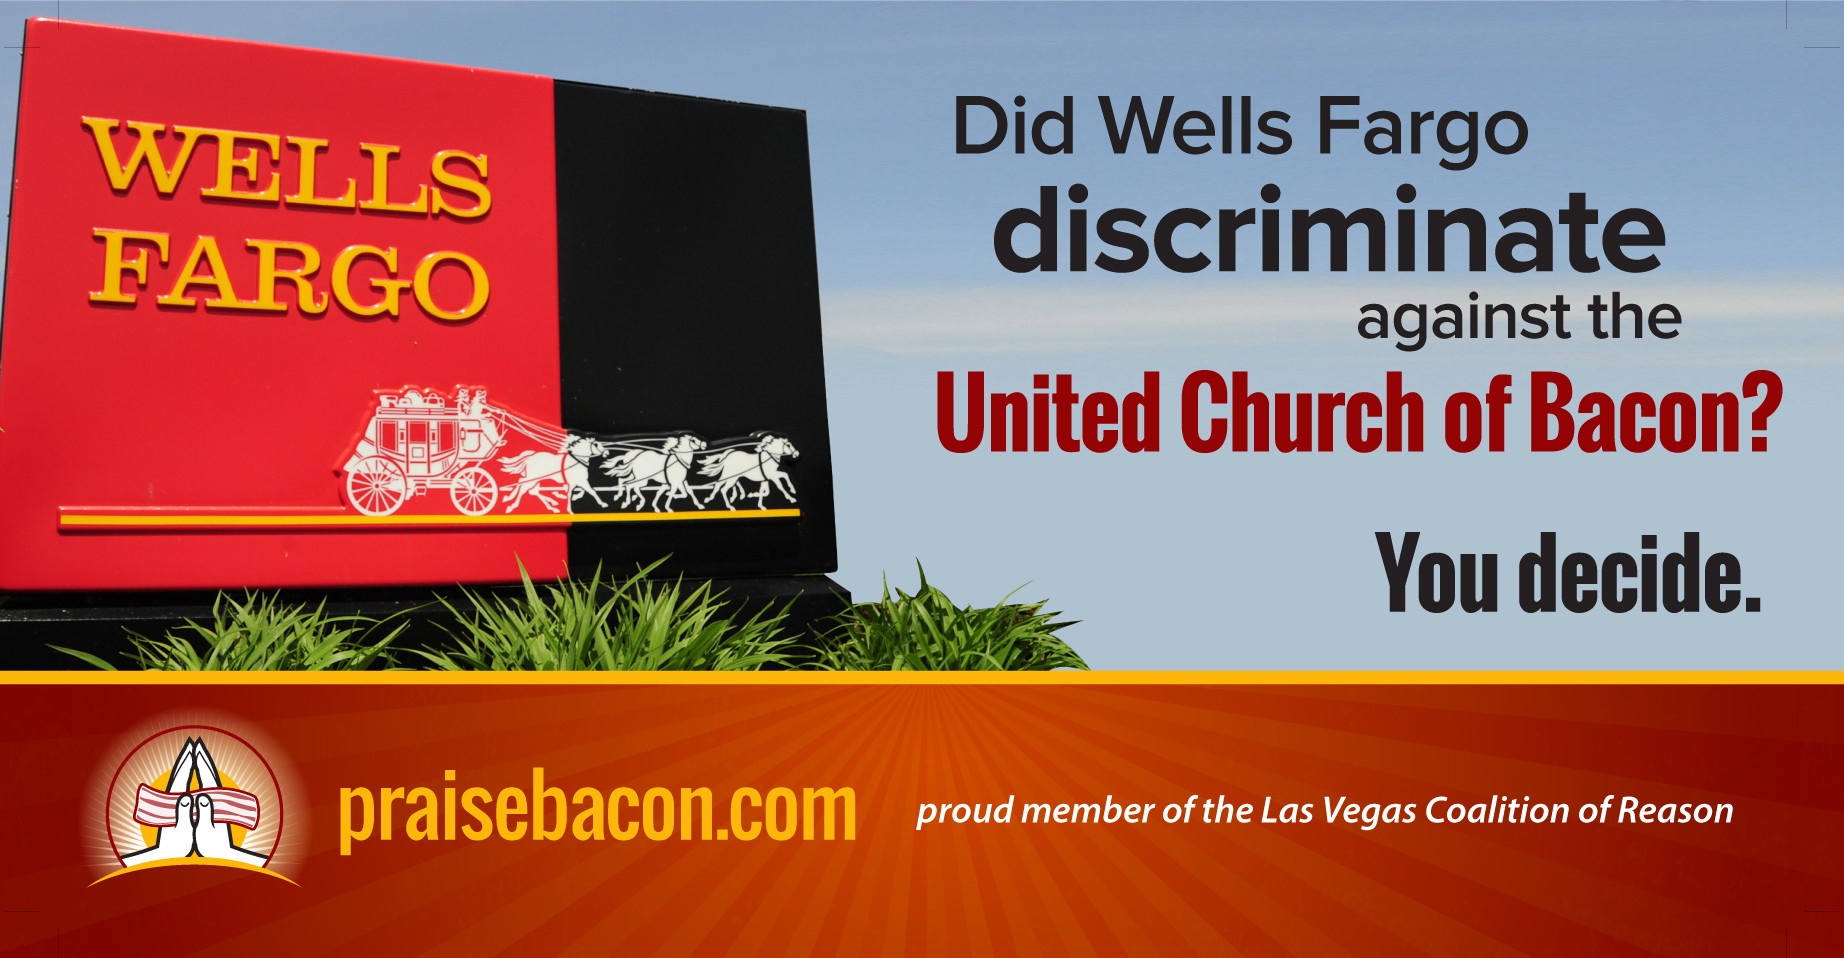 WELLS
FARGO
Did Wells Fargo
discriminate
against the
United Church of Bacon?
You decide.
praisebacon.com
proud member of the Las Vegas Coalition of Reason